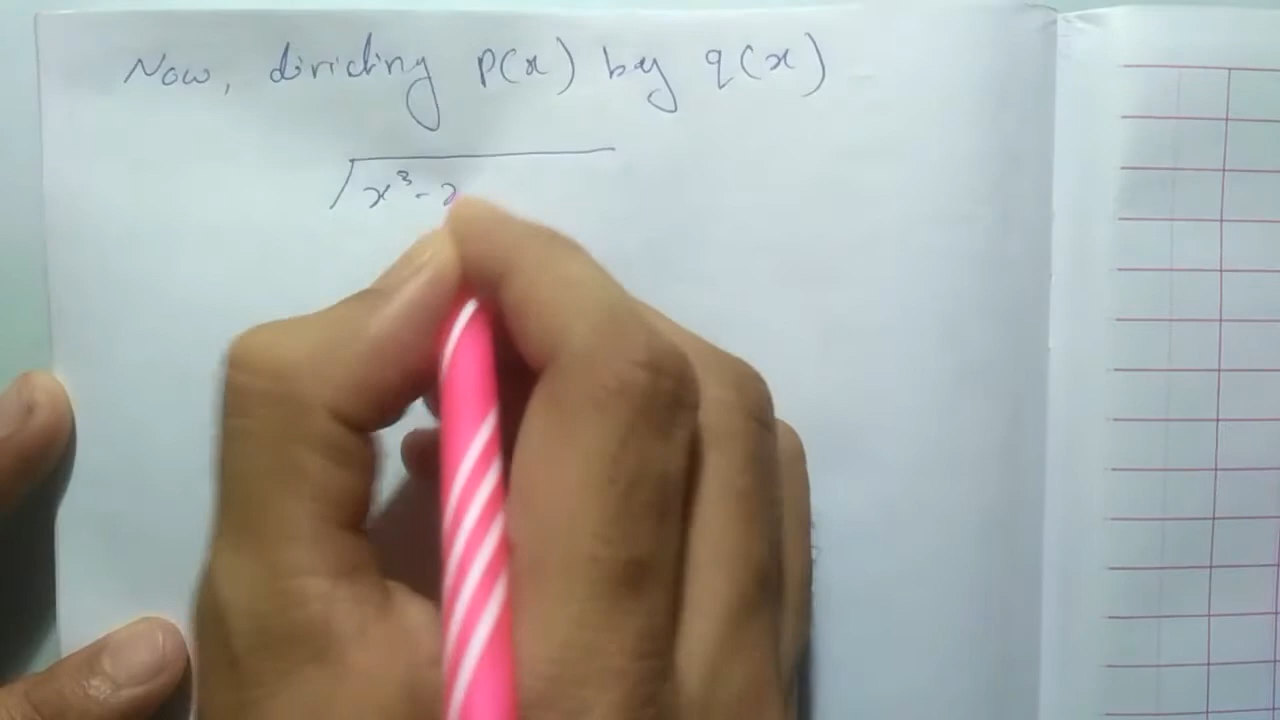 Now, dividing p(x) by q(x)
x³ -